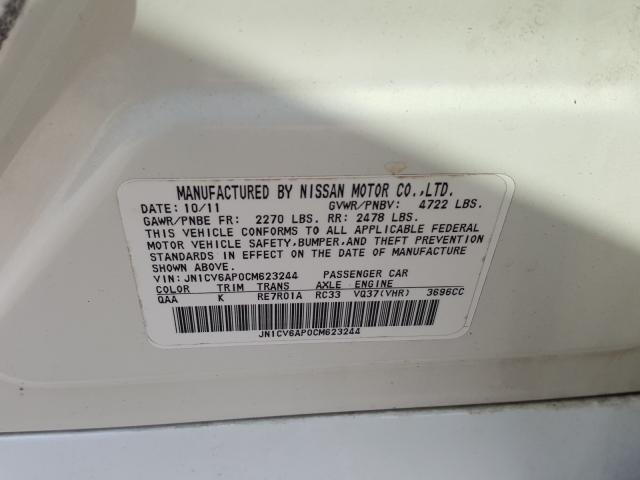 MANUFACTURED BY NISSAN MOTOR CO.,LTD.
DATE: 10/11 GVWR/PNBV: 4722 LBS.
GAWR/PNBE FR: 2270 LBS. RR: 2478 LBS.
THIS VEHICLE CONFORMS TO ALL APPLICABLE FEDERAL
MOTOR VEHICLE SAFETY,BUMPER,AND THEFT PREVENTION
STANDARDS IN EFFECT ON THE DATE OF MANUFACTURE
SHOWN ABOVE.
VIN:JN1CV6AP0CM623244 PASSENGER CAR
COLOR TRIM TRANS AXLE ENGINE
QAA K RE7R01A RC33 VQ37(VHR) 3696CC
JN1CV6AP0CM623244